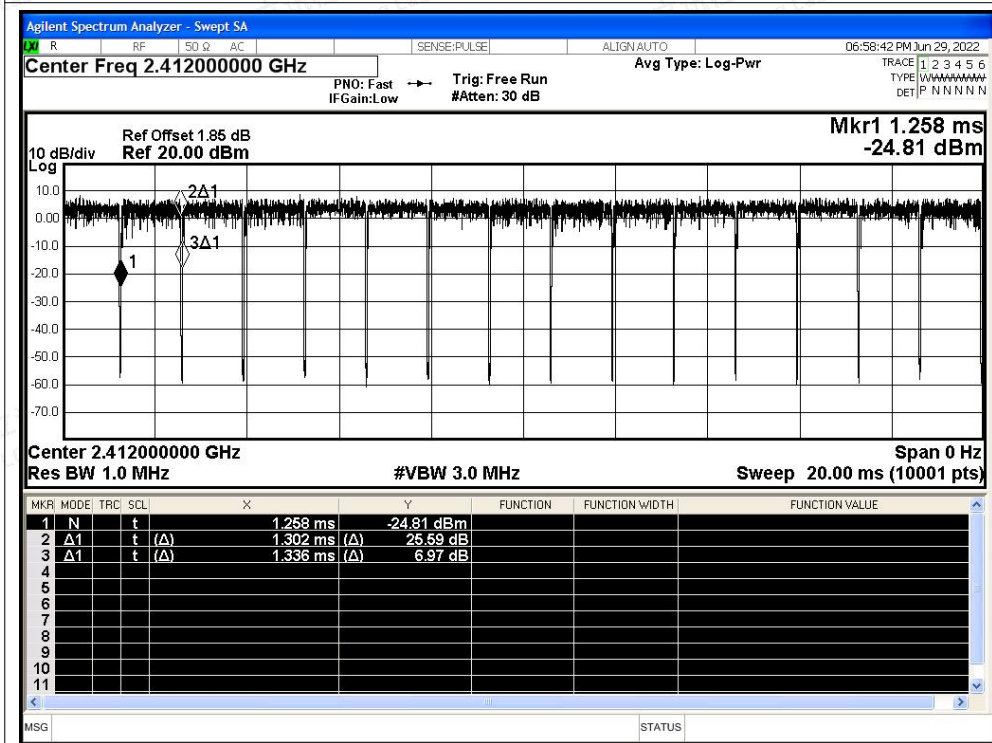 Agilent Spectrum Analyzer - Swept SA
LXI R RF 50 Ω AC SENSE:PULSE ALIGN AUTO 06:58:42 PM Jun 29, 2022
Center Freq 2.412000000 GHz Avg Type: Log-Pwr TRACE 1 2 3 4 5 6
PNO: Fast Trig: Free Run TYPE WWWWWW
IFGain:Low #Atten: 30 dB DET P N N N N N
Ref Offset 1.85 dB Mkr1 1.258 ms
10 dB/div Ref 20.00 dBm -24.81 dBm
Log
10.0
2Δ1
0.00
-10.0
3Δ1
1
-20.0
-30.0
-40.0
-50.0
-60.0
-70.0
Center 2.412000000 GHz Span 0 Hz
Res BW 1.0 MHz #VBW 3.0 MHz Sweep 20.00 ms (10001 pts)
MKR MODE TRC SCL X Y FUNCTION FUNCTION WIDTH FUNCTION VALUE
1 N t 1.258 ms -24.81 dBm
2 Δ1 t (Δ) 1.302 ms (Δ) 25.59 dB
3 Δ1 t (Δ) 1.336 ms (Δ) 6.97 dB
4
5
6
7
8
9
10
11
MSG STATUS